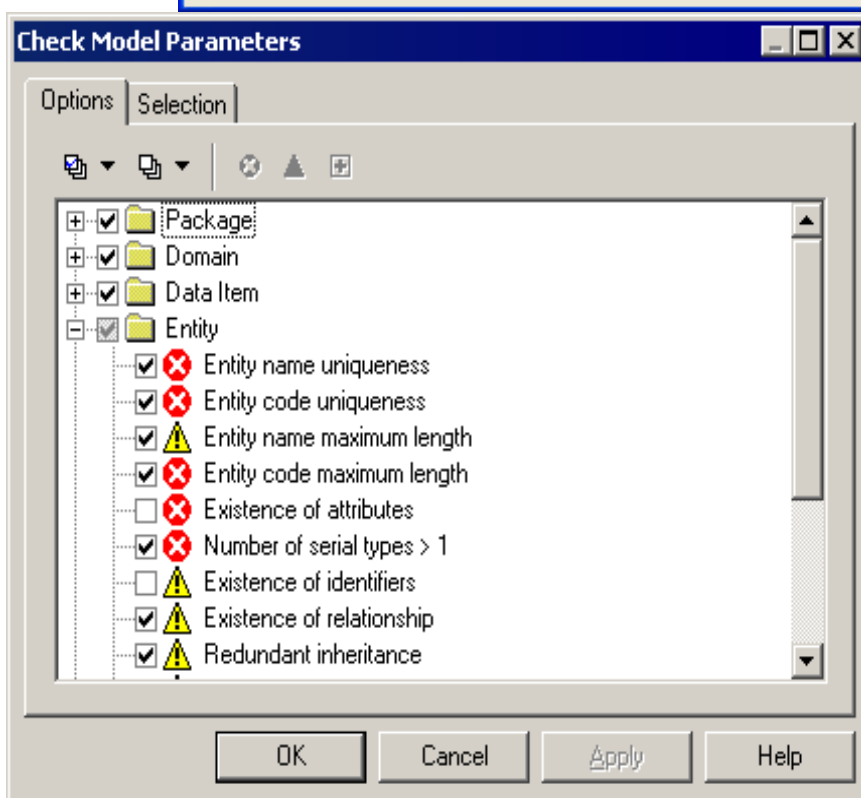 Check Model Parameters
Options Selection
Package
Domain
Data Item
Entity
Entity name uniqueness
Entity code uniqueness
Entity name maximum length
Entity code maximum length
Existence of attributes
Number of serial types > 1
Existence of identifiers
Existence of relationship
Redundant inheritance
OK Cancel Apply Help